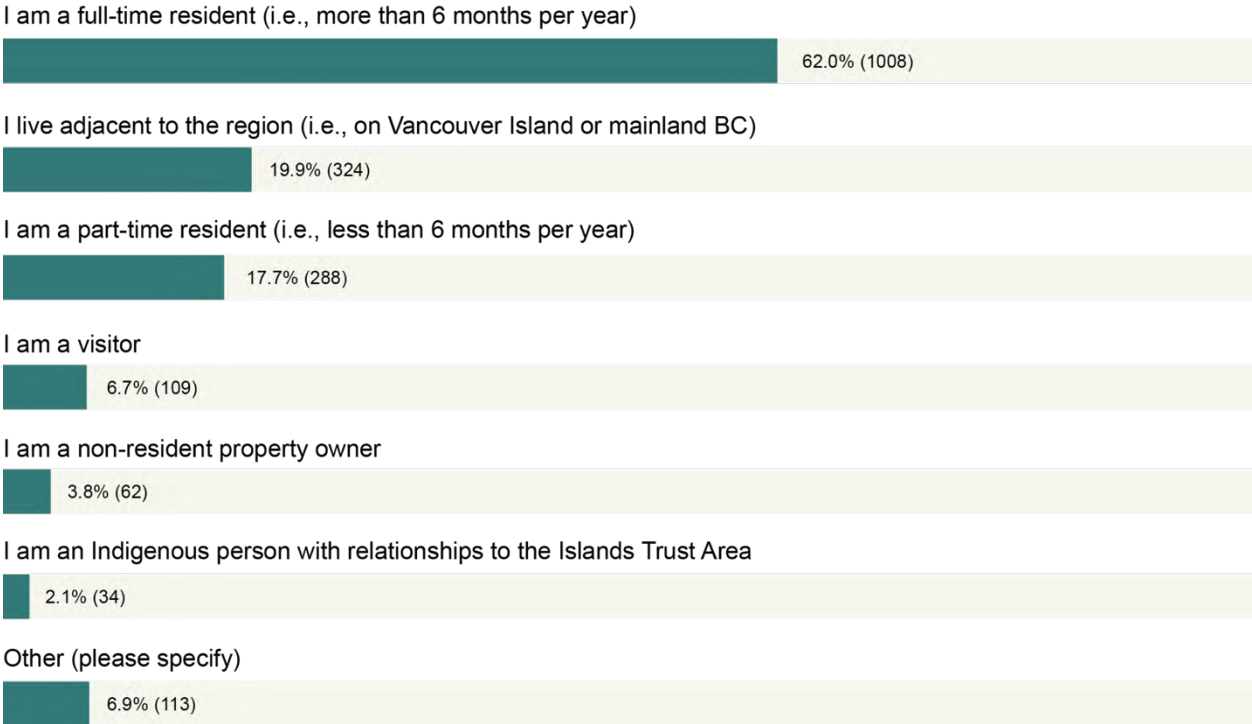 I am a full-time resident (i.e., more than 6 months per year)
62.0% (1008)
I live adjacent to the region (i.e., on Vancouver Island or mainland BC)
19.9% (324)
I am a part-time resident (i.e., less than 6 months per year)
17.7% (288)
I am a visitor
6.7% (109)
I am a non-resident property owner
3.8% (62)
I am an Indigenous person with relationships to the Islands Trust Area
2.1% (34)
Other (please specify)
6.9% (113)